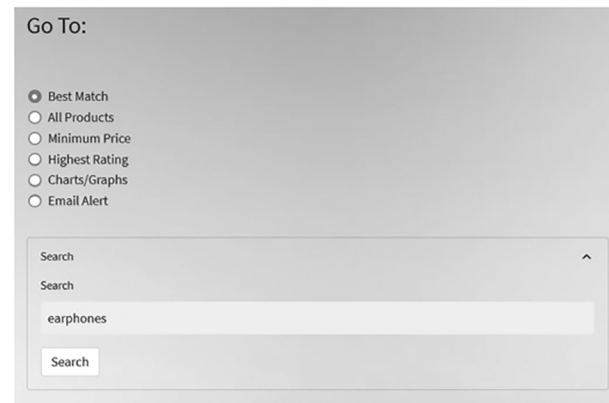 Go To:
Best Match
All Products
Minimum Price
Highest Rating
Charts/Graphs
Email Alert
Search
Search
earphones
Search